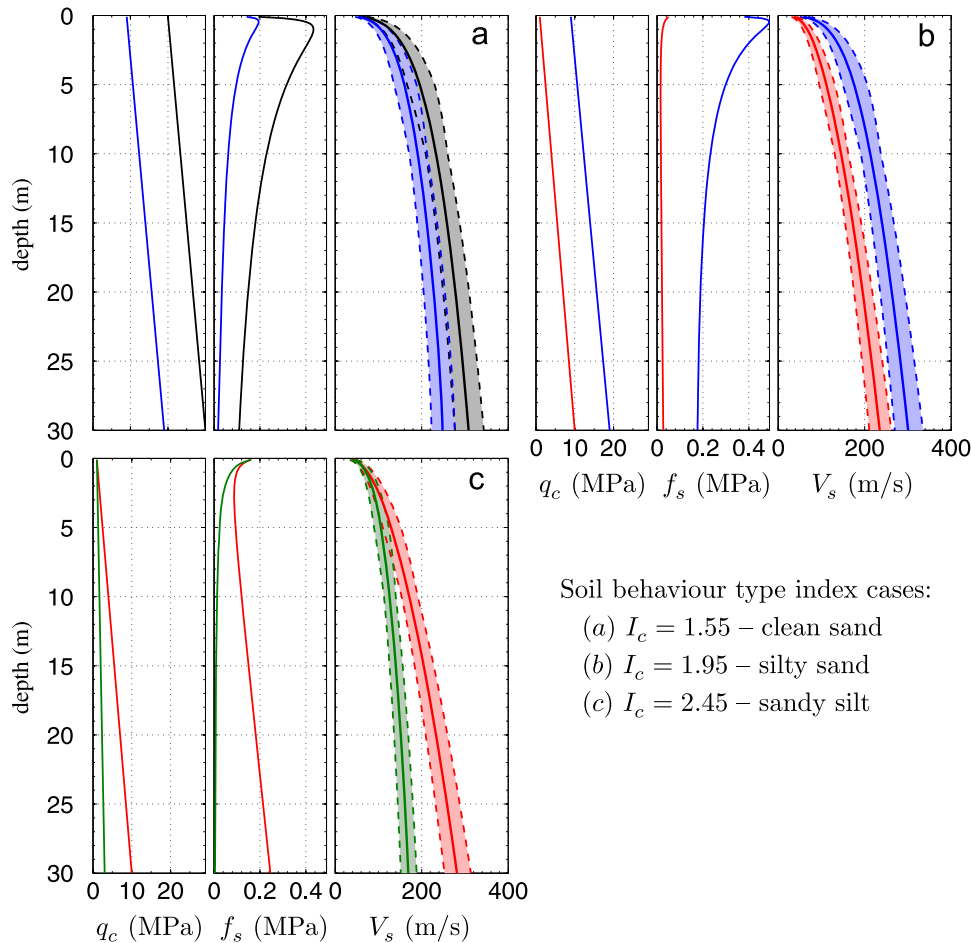 0
5
10
15
20
25
30
depth (m)
a
b
0 10 20
0 0.2 0.4
0 200 400
q_c (MPa) f_s (MPa) V_s (m/s)
0
5
10
15
20
25
30
depth (m)
c
0 10 20
0 0.2 0.4
0 200 400
q_c (MPa) f_s (MPa) V_s (m/s)
Soil behaviour type index cases:
(a) I_c = 1.55 – clean sand
(b) I_c = 1.95 – silty sand
(c) I_c = 2.45 – sandy silt